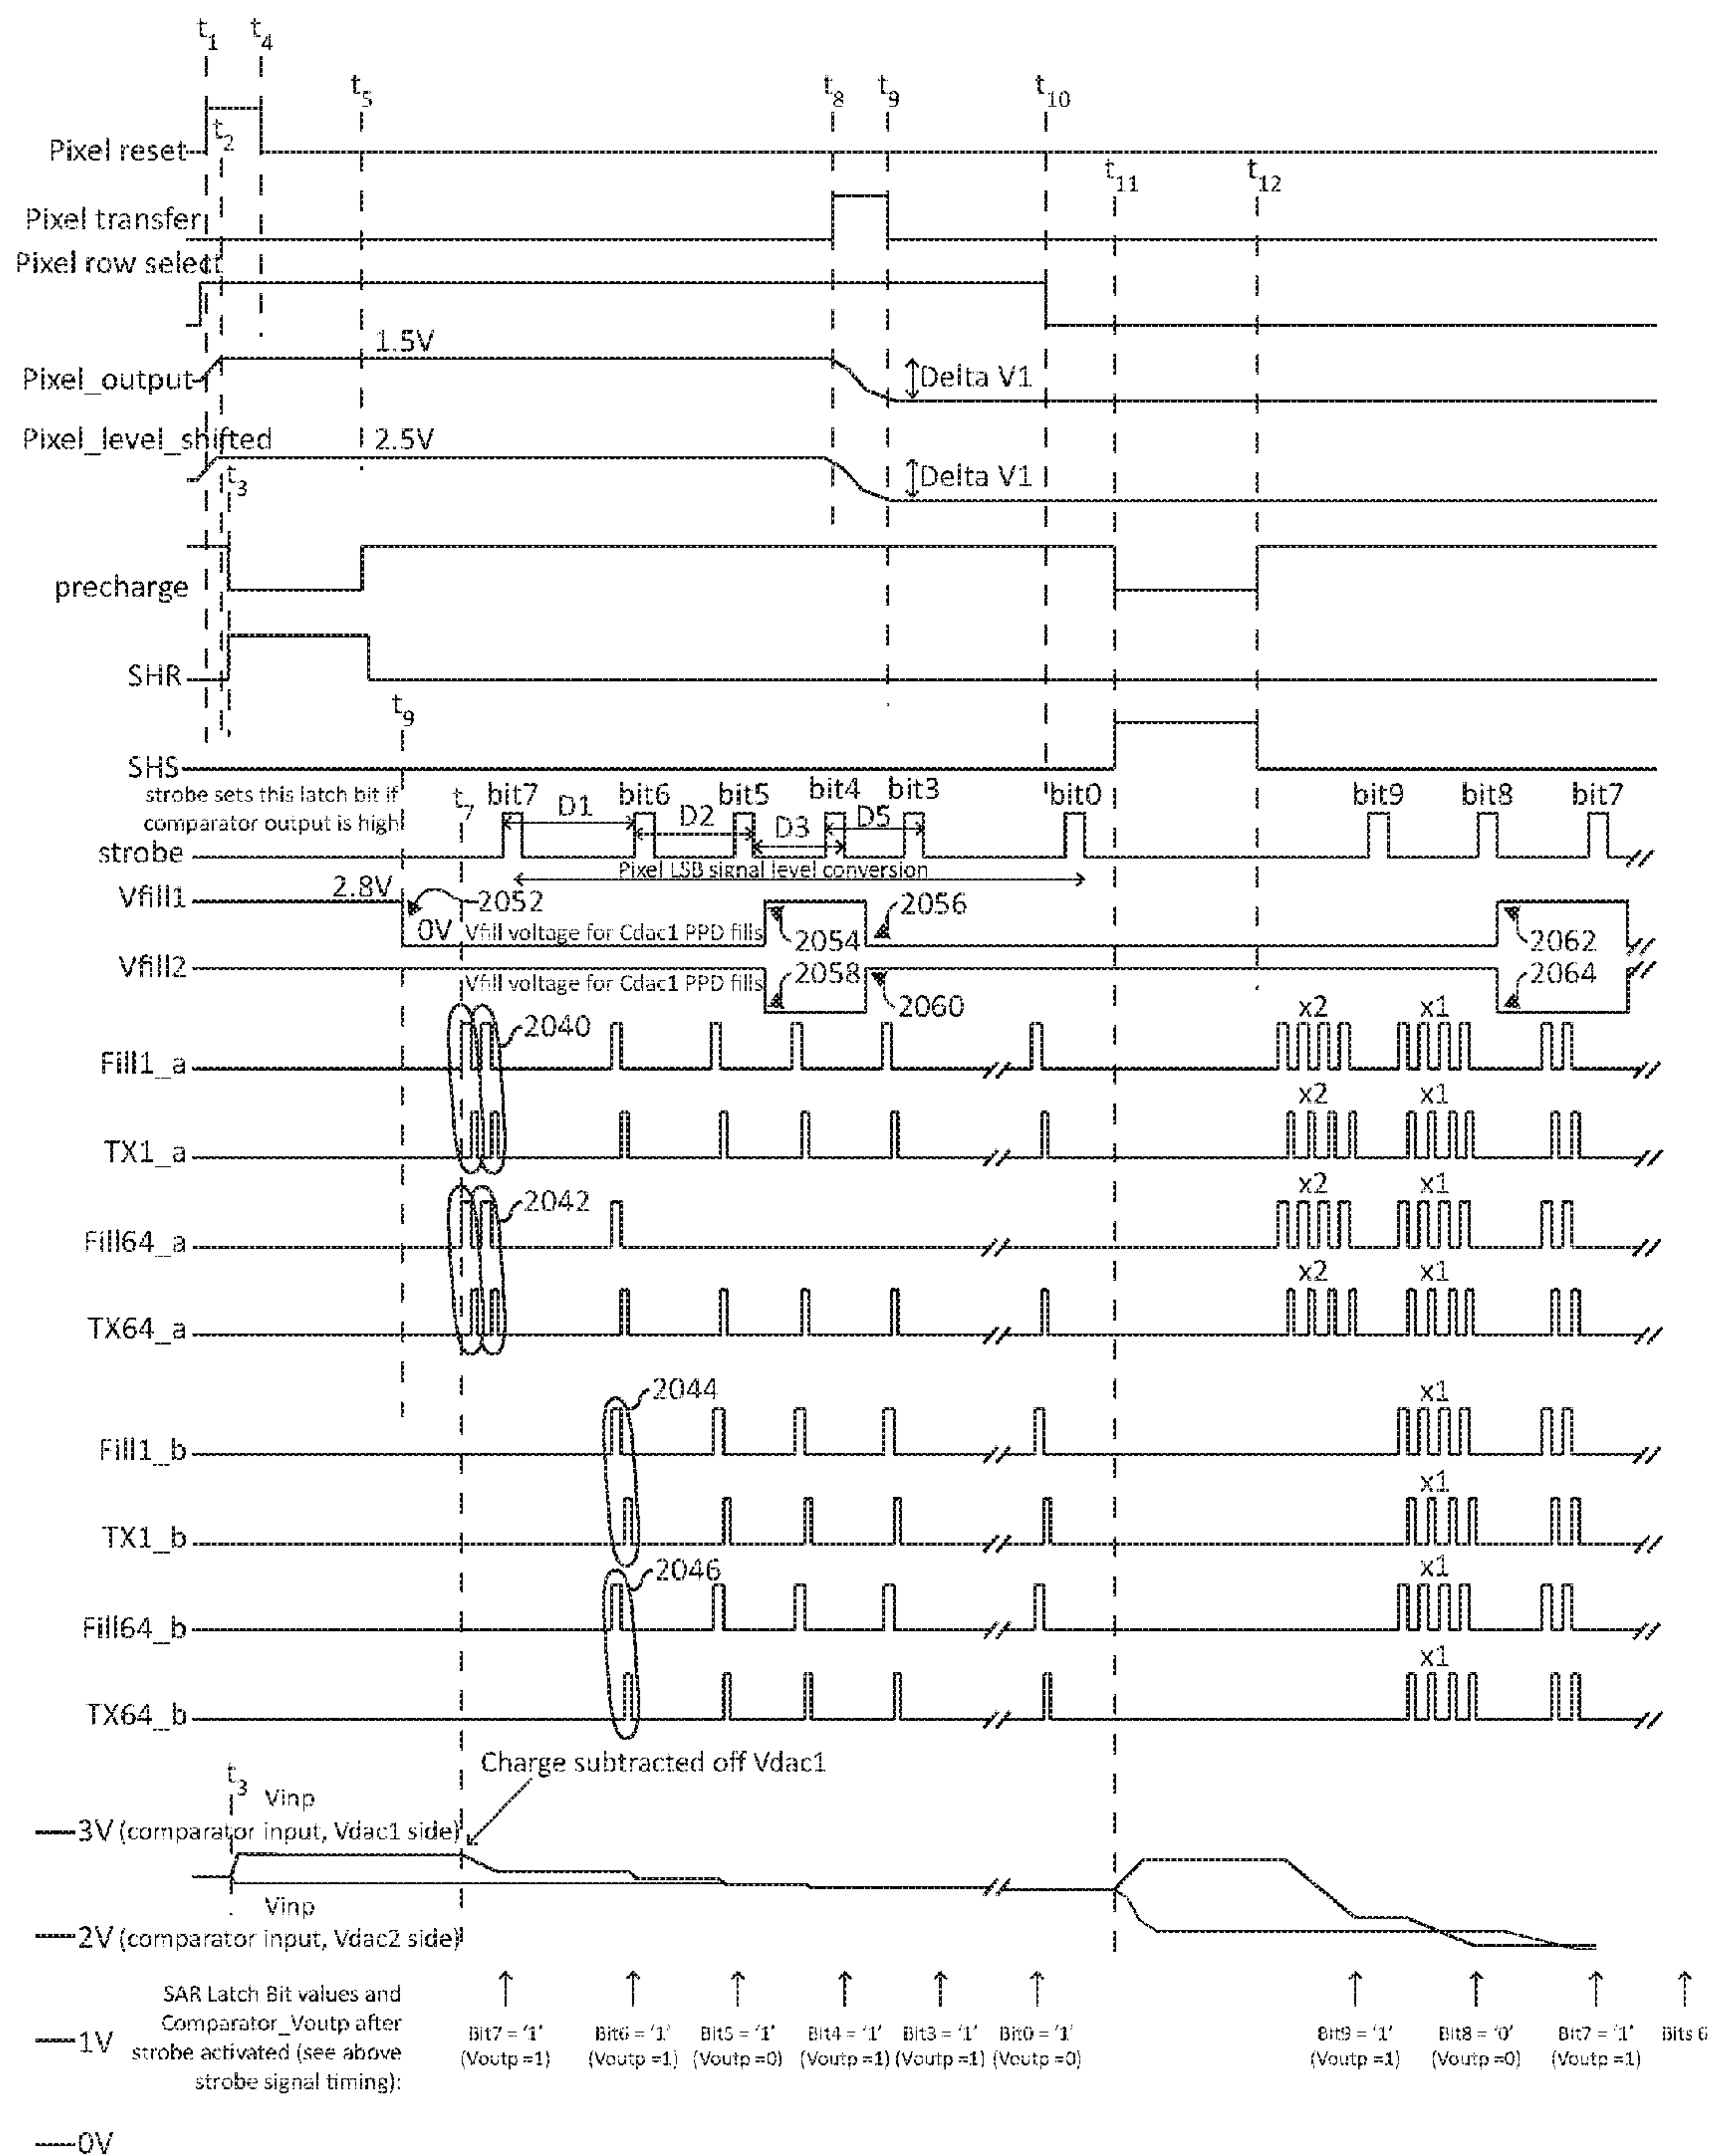 t1 t4
t5 t8 t9 t10
t2
Pixel reset
t11 t12
Pixel transfer
Pixel row select
1.5V
Pixel_output
Delta V1
Pixel_level_shifted
2.5V
Delta V1
t3
precharge
SHR
t9
SHS
strobe sets this latch bit if
comparator output is high
t7
bit7 D1 bit6 D2 bit5 D3 bit4 D5 bit3 bit0 bit9 bit8 bit7
strobe
Pixel LSB signal level conversion
Vfill1
2.8V
2052
0V
Vfill voltage for Cdac1 PPD fills
2054
2056
2062
Vfill2
Vfill voltage for Cdac1 PPD fills
2058
2060
2064
x2 x1
Fill1_a
2040
x2 x1
TX1_a
x2 x1
Fill64_a
2042
x2 x1
TX64_a
2044
x1
Fill1_b
x1
TX1_b
2046
x1
Fill64_b
x1
TX64_b
Charge subtracted off Vdac1
t3
Vinp
3V (comparator input, Vdac1 side)
Vinp
2V (comparator input, Vdac2 side)
SAR Latch Bit values and
Comparator_Voutp after
strobe activated (see above
strobe signal timing):
1V
Bit7 = '1'
(Voutp =1)
Bit6 = '1'
(Voutp =1)
Bit5 = '1'
(Voutp =0)
Bit4 = '1'
(Voutp =1)
Bit3 = '1'
(Voutp =1)
Bit0 = '1'
(Voutp =0)
Bit9 = '1'
(Voutp =1)
Bit8 = '0'
(Voutp =0)
Bit7 = '1'
(Voutp =1)
Bits 6
0V